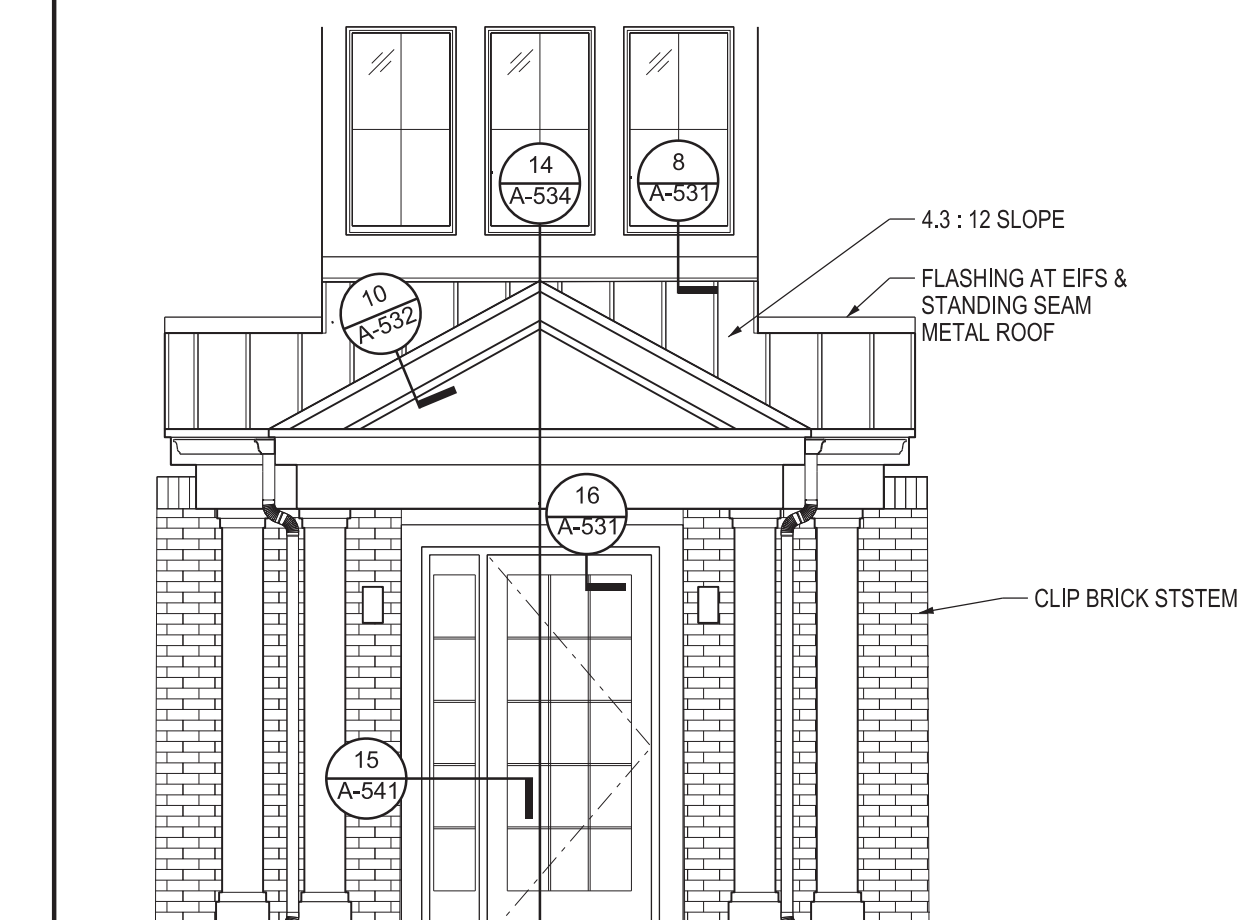 14
A-534
8
A-531
4.3 : 12 SLOPE
FLASHING AT EIFS &
STANDING SEAM
METAL ROOF
10
A-532
16
A-531
CLIP BRICK STSTEM
15
A-541